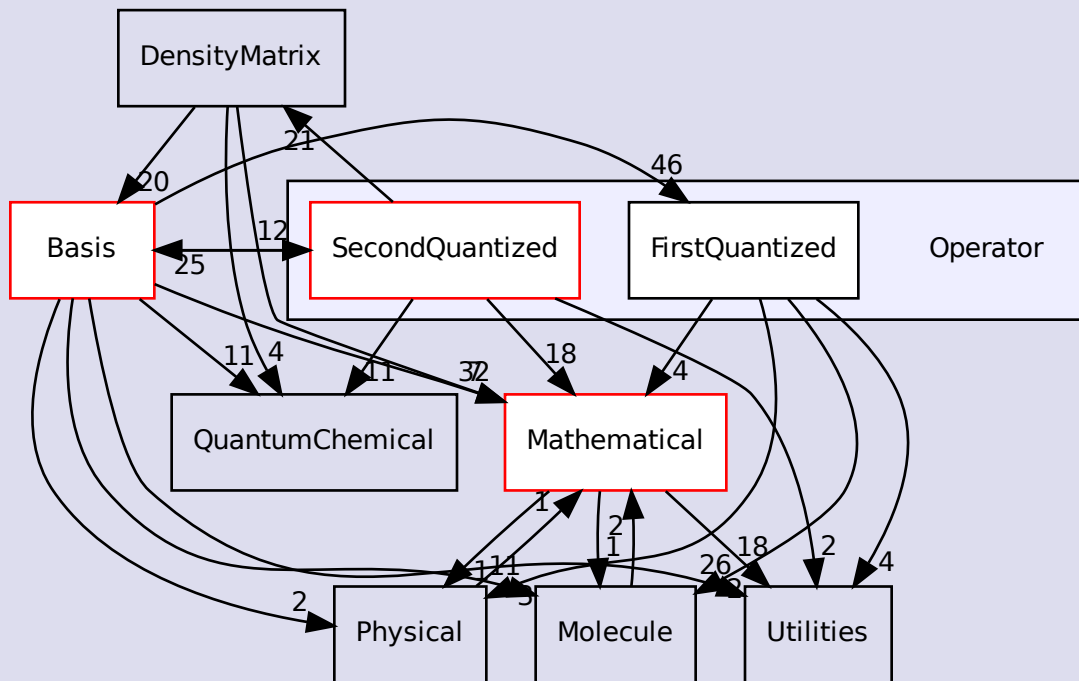 DensityMatrix
21
46
20
Basis
12
25
SecondQuantized
FirstQuantized
Operator
11
4
11
18
4
QuantumChemical
Mathematical
1
2
1
18
2
4
11
26
2
Physical
Molecule
Utilities